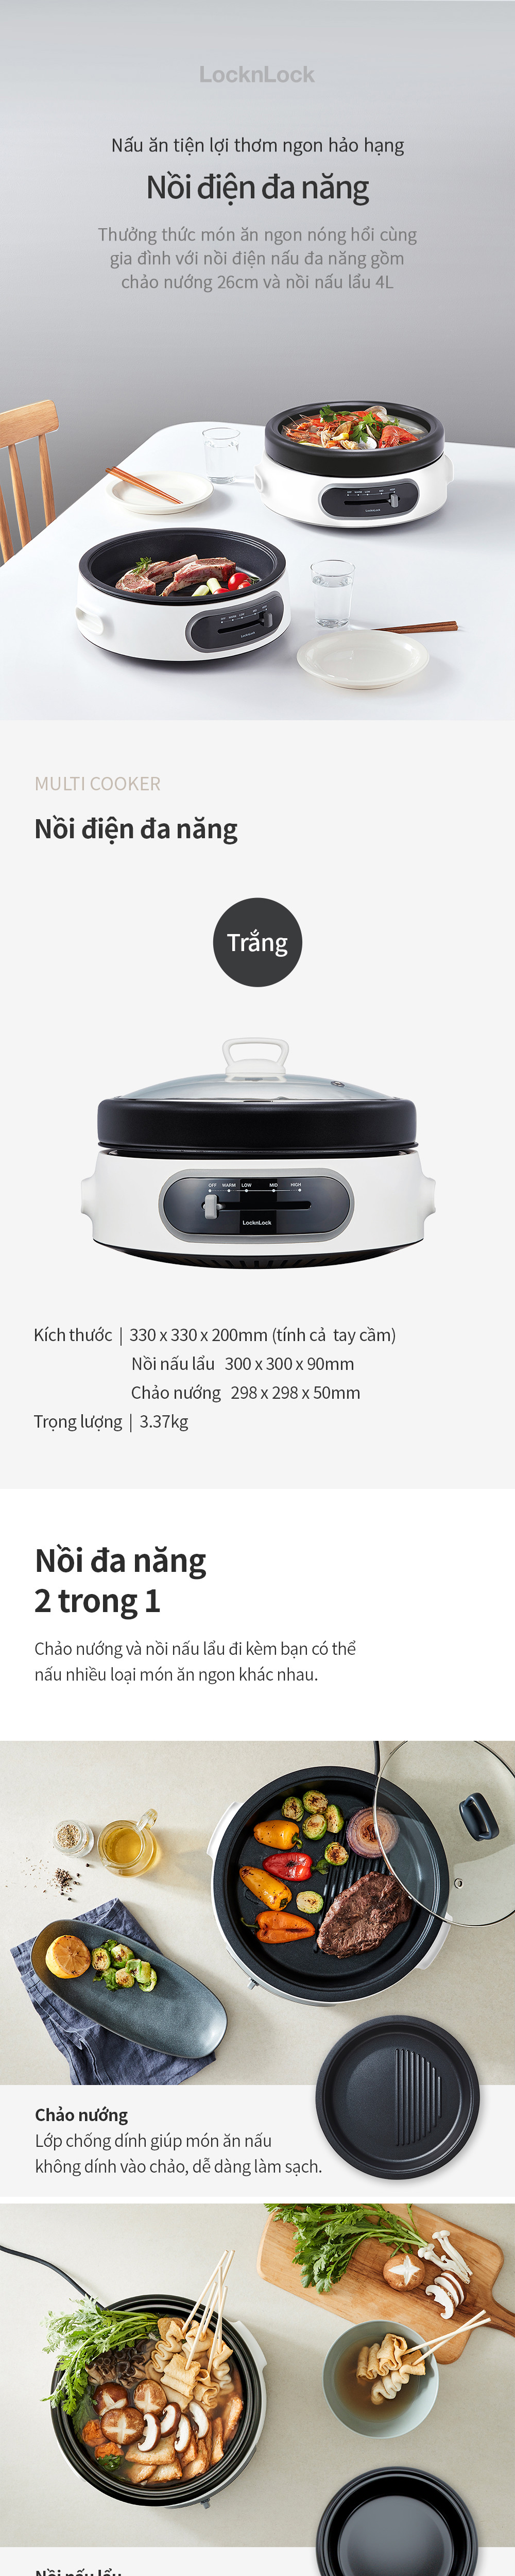 LocknLock
Nấu ăn tiện lợi thơm ngon hảo hạng
Nồi điện đa năng
Thưởng thức món ăn ngon nóng hổi cùng
gia đình với nồi điện nấu đa năng gồm
chảo nướng 26cm và nồi nấu lẩu 4L
MULTI COOKER
Nồi điện đa năng
Trắng
OFF WARM LOW MID HIGH
LocknLock
Kích thước | 330 x 330 x 200mm (tính cả tay cầm)
Nồi nấu lẩu 300 x 300 x 90mm
Chảo nướng 298 x 298 x 50mm
Trọng lượng | 3.37kg
Nồi đa năng
2 trong 1
Chảo nướng và nồi nấu lẩu đi kèm bạn có thể
nấu nhiều loại món ăn ngon khác nhau.
Chảo nướng
Lớp chống dính giúp món ăn nấu
không dính vào chảo, dễ dàng làm sạch.